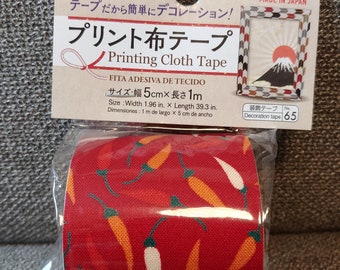 MADE IN JAPAN
テープだから簡単にデコレーション!
プリント布テープ
Printing Cloth Tape
FITA ADESIVA DE TECIDO
サイズ:幅5cm×長さ1m
Size : Width 1.96 in. × Length 39.3 in.
Dimensiones : 1 m de largo × 5 cm de ancho
装飾テープ
Decoration tape
No.
65